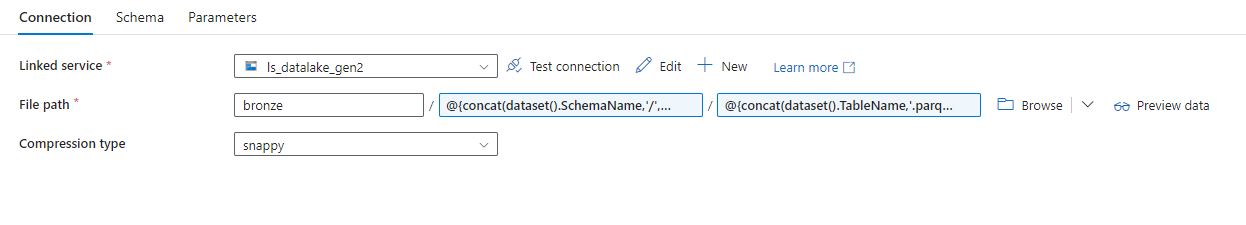 Connection Schema Parameters
Linked service * ls_datalake_gen2 Test connection Edit New Learn more
File path * bronze / @{concat(dataset().SchemaName,'/',... / @{concat(dataset().TableName,'.parq... Browse Preview data
Compression type snappy